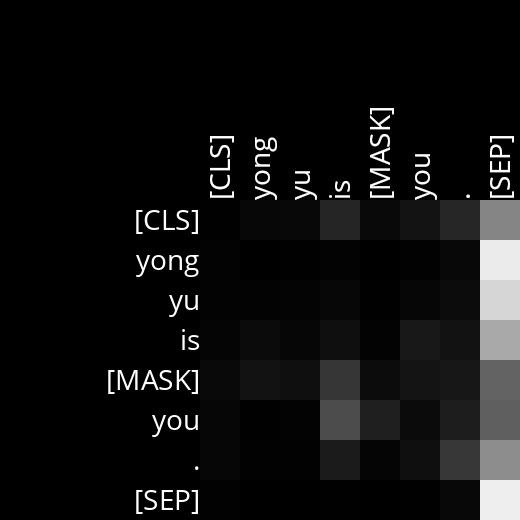 [CLS] yong yu is [MASK] you . [SEP]
[CLS]
yong
yu
is
[MASK]
you
.
[SEP]